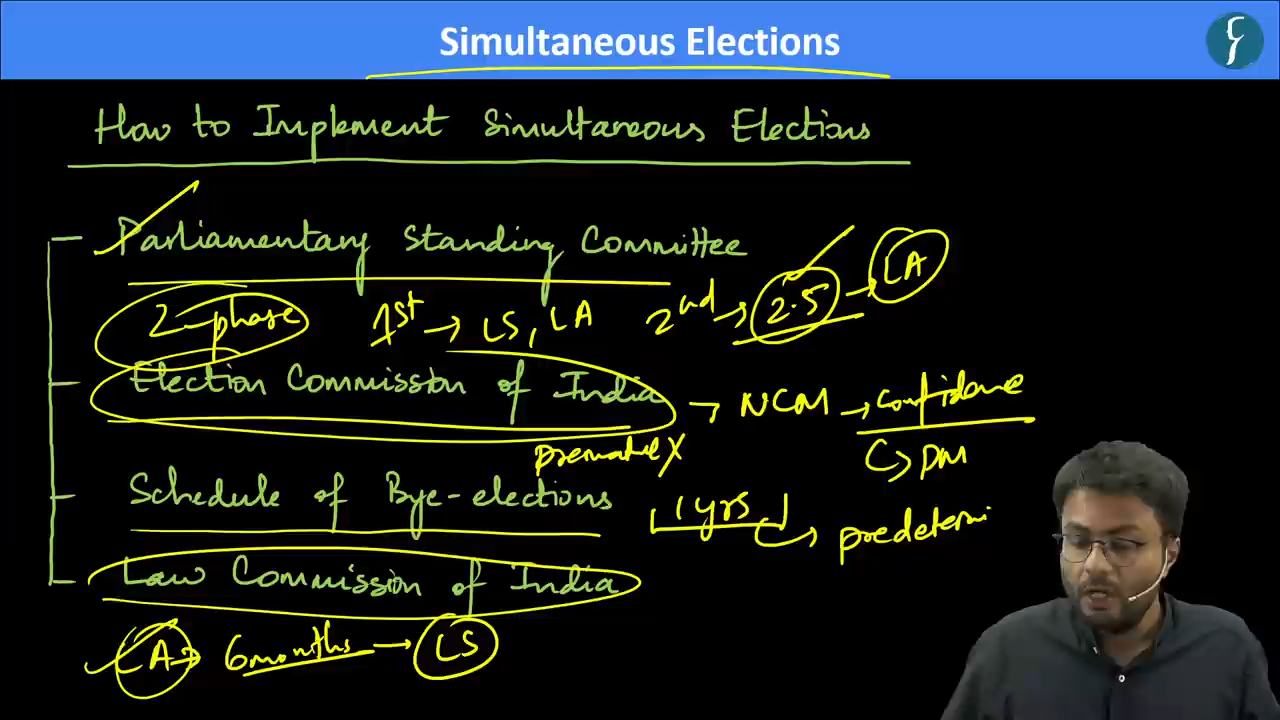 Simultaneous Elections
How to Implement Simultaneous Elections
Parliamentary Standing Committee
2-phase 1st → LS, LA 2nd → 2.5 → LA
Election Commission of India → NCM → confidence
premature X ↳ PM
Schedule of Bye-elections 1 yrs ↳ predetermi
Law Commission of India
LA → 6 months → LS